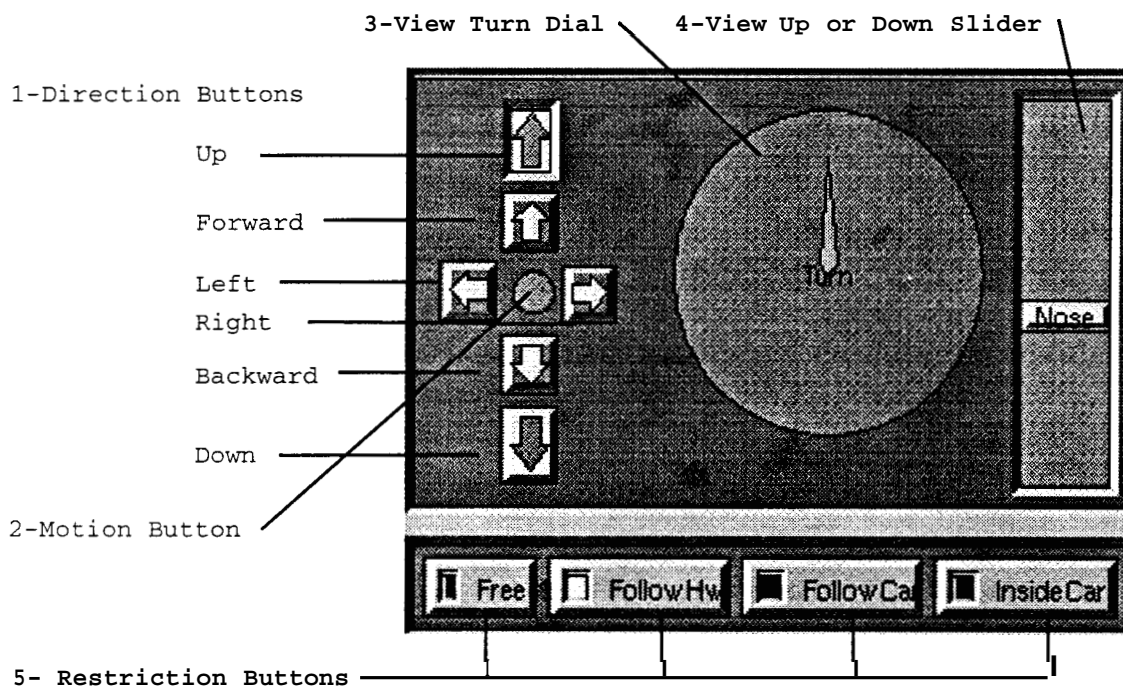 3-View Turn Dial
4-View Up or Down Slider
1-Direction Buttons
Up
Forward
Left
Right
Backward
Down
2-Motion Button
Turn
Nose
Free
FollowHw
FollowCa
InsideCar
5- Restriction Buttons